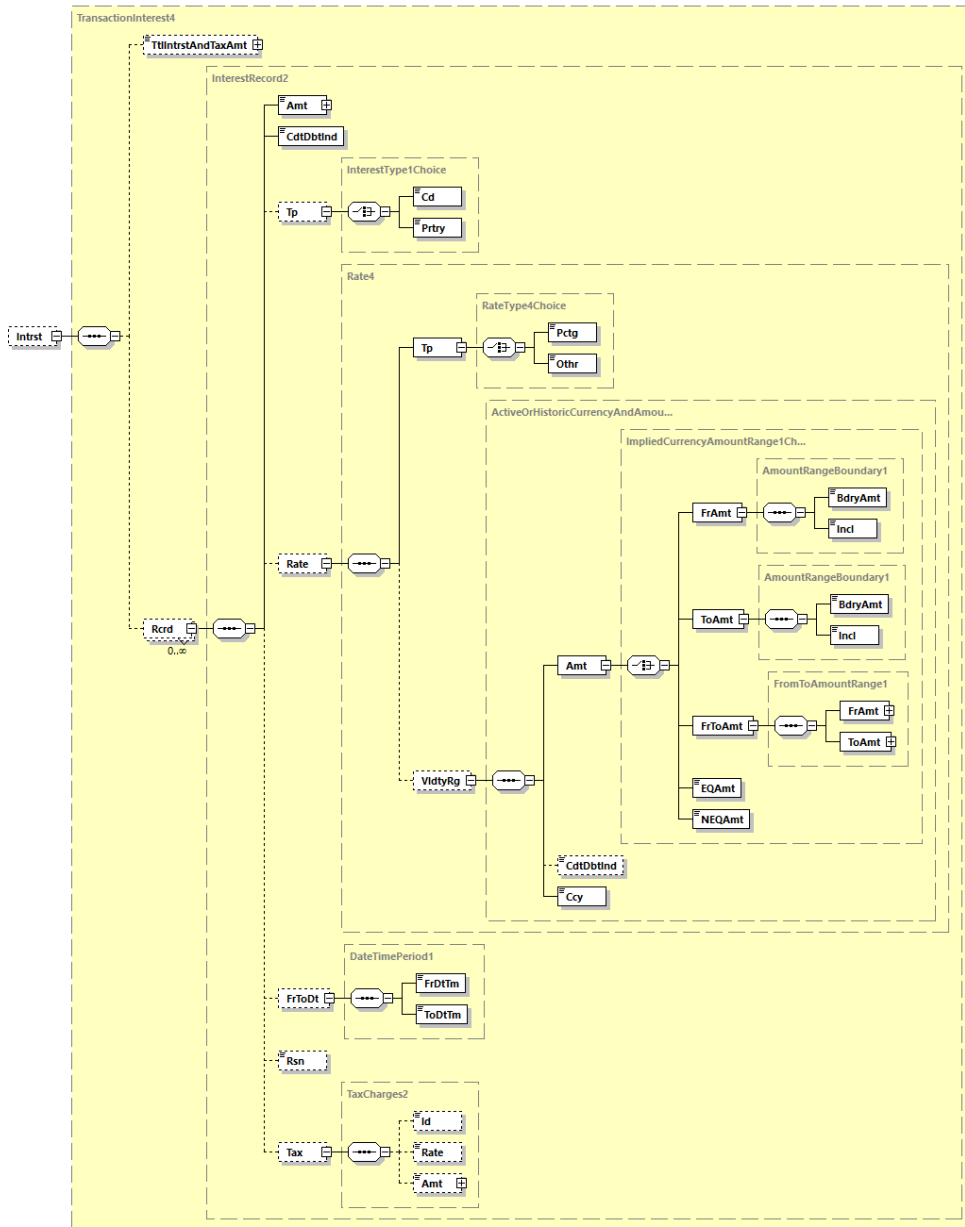 TransactionInterest4
TtlIntrstAndTaxAmt
InterestRecord2
Amt
CdtDbtInd
InterestType1Choice
Cd
Tp
Prtry
Rate4
RateType4Choice
Pctg
Intrst
Tp
Othr
ActiveOrHistoricCurrencyAndAmou...
ImpliedCurrencyAmountRange1Ch...
AmountRangeBoundary1
BdryAmt
FrAmt
Incl
Rate
AmountRangeBoundary1
BdryAmt
ToAmt
Rcrd
Incl
0..∞
Amt
FromToAmountRange1
FrAmt
FrToAmt
ToAmt
VldtyRg
EQAmt
NEQAmt
CdtDbtInd
Ccy
DateTimePeriod1
FrDtTm
FrToDt
ToDtTm
Rsn
TaxCharges2
Id
Tax
Rate
Amt